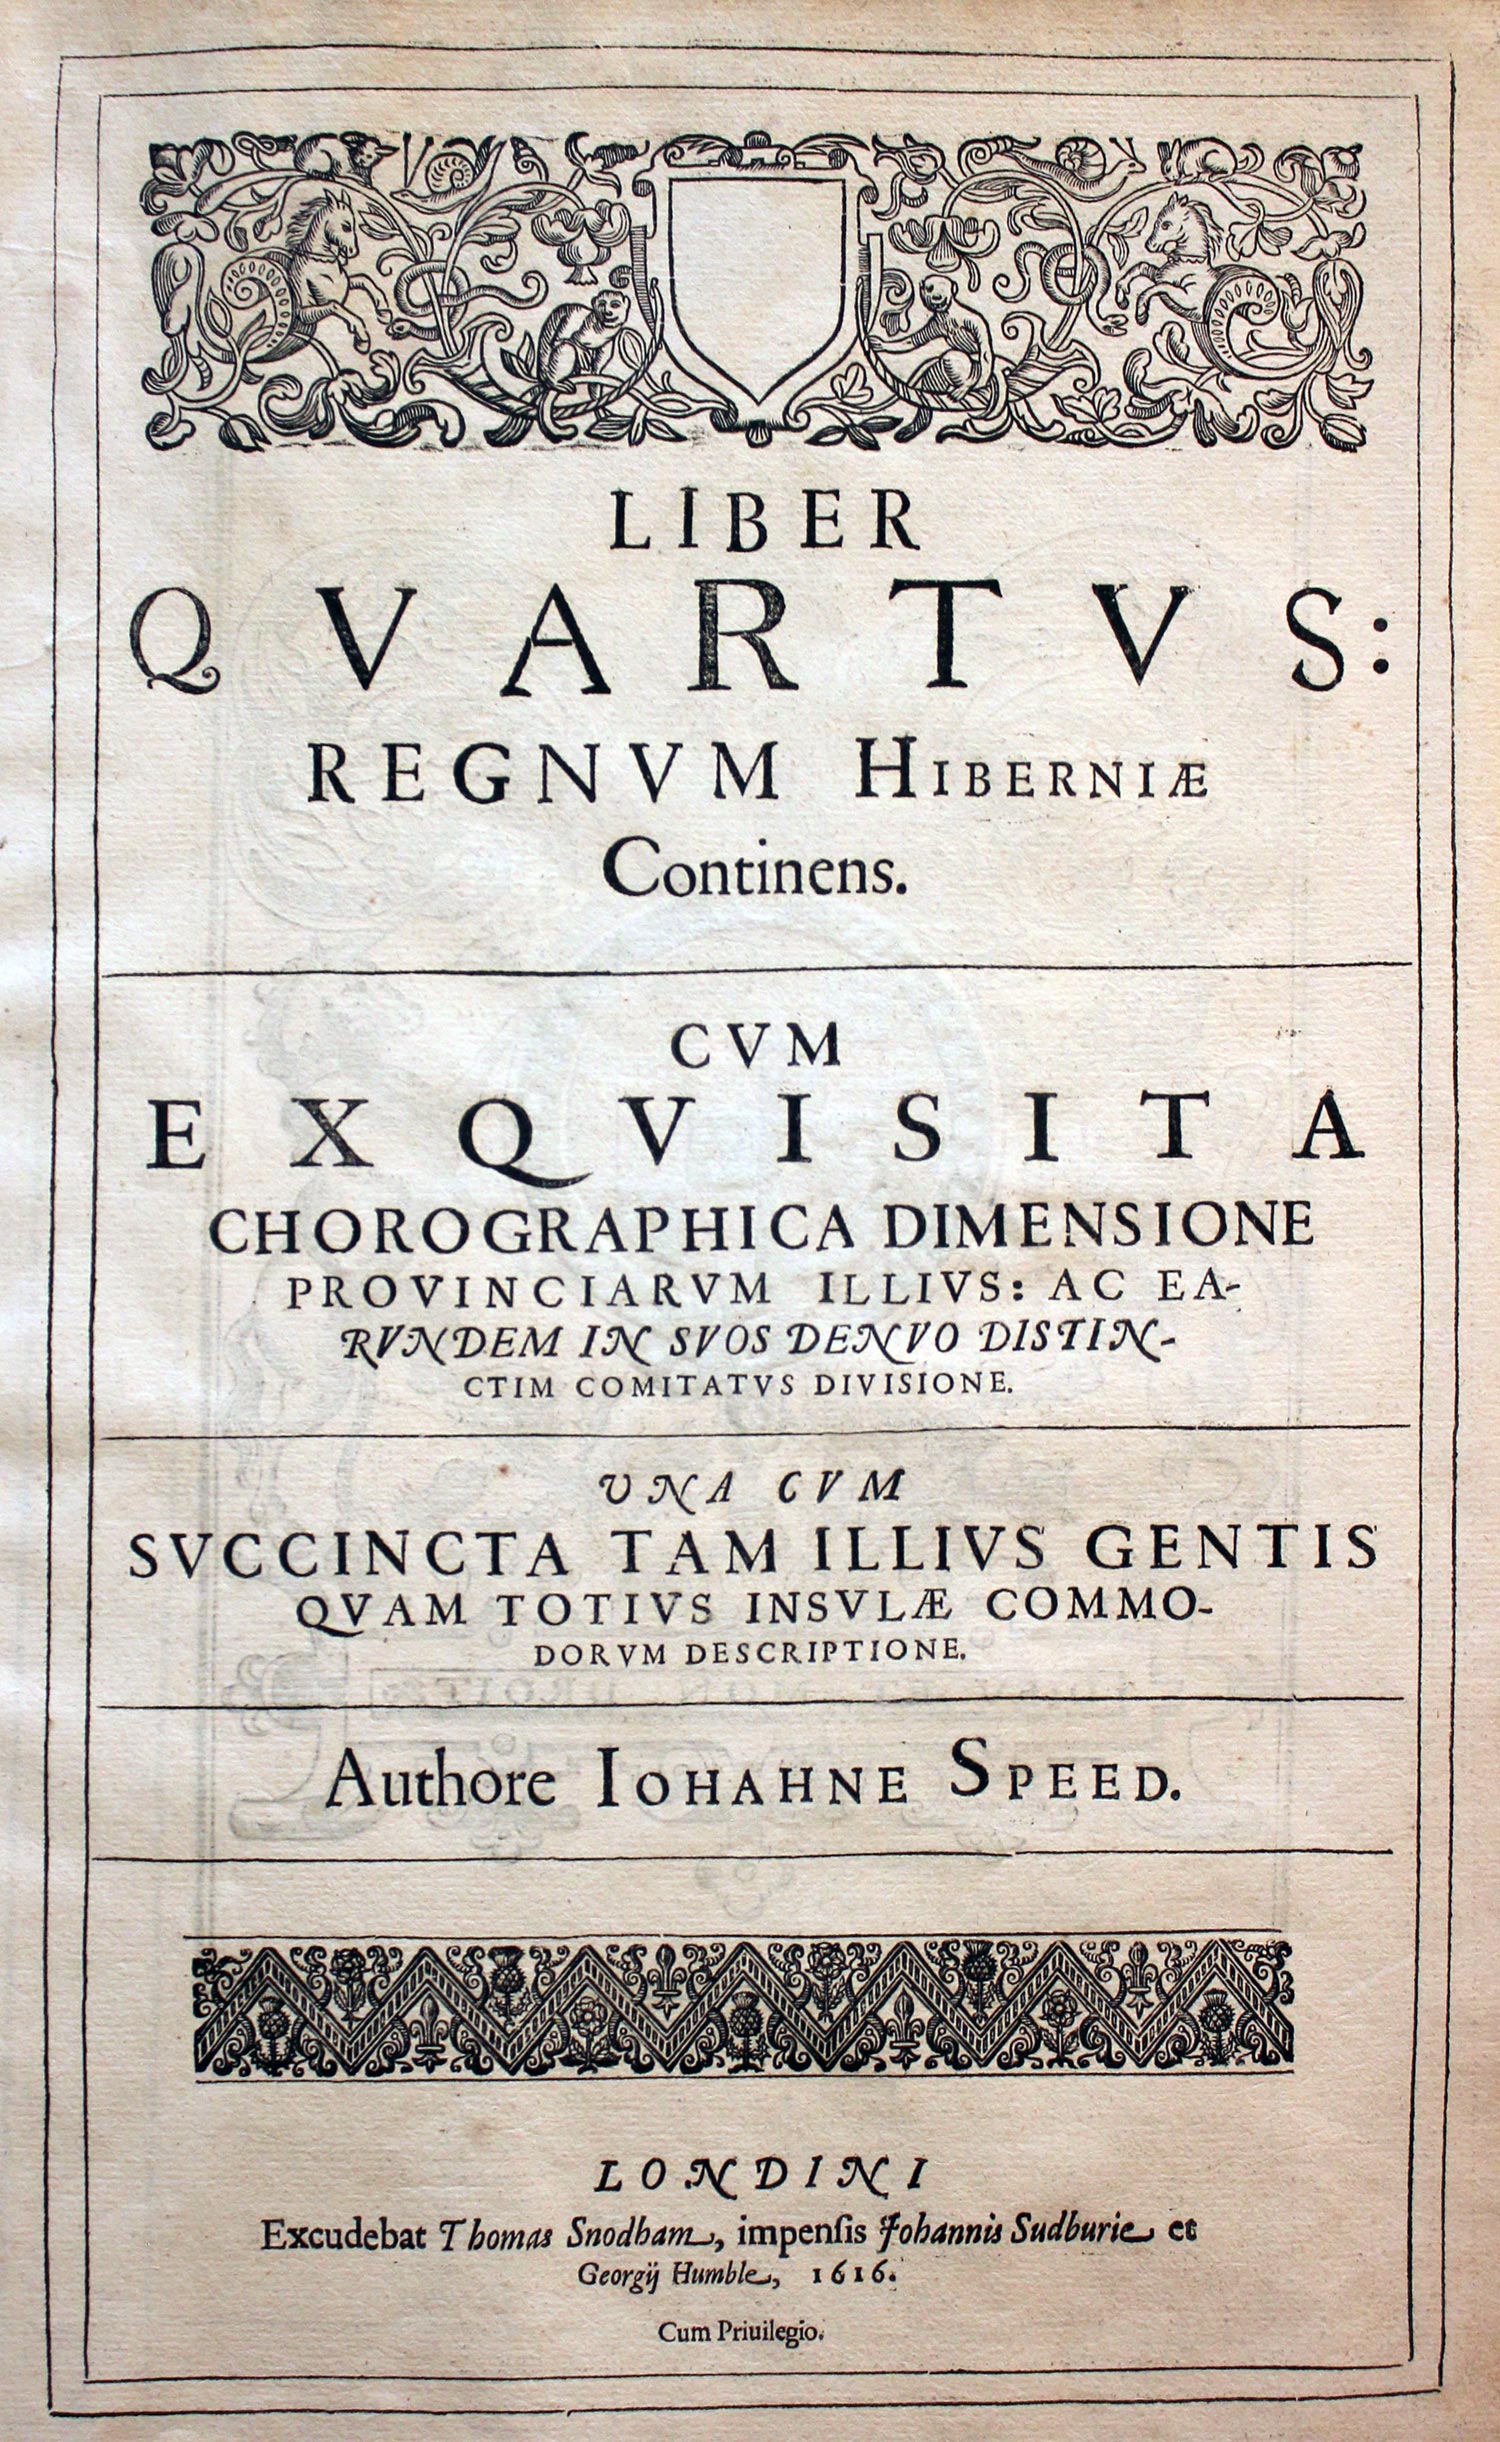 LIBER
QVARTVS:
REGNVM HIBERNIÆ
Continens.
CVM
EXQVISITA
CHOROGRAPHICA DIMENSIONE
PROVINCIARVM ILLIVS: AC EA-
RVNDEM IN SVOS DENVO DISTIN-
CTIM COMITATVS DIVISIONE.
UNA CVM
SVCCINCTA TAM ILLIVS GENTIS
QVAM TOTIVS INSVLÆ COMMO-
DORVM DESCRIPTIONE.
Authore IOHAHNE SPEED.
LONDINI
Excudebat Thomas Snodham, impenſis Johannis Sudburie et
Georgij Humble, 1616.
Cum Priuilegio.